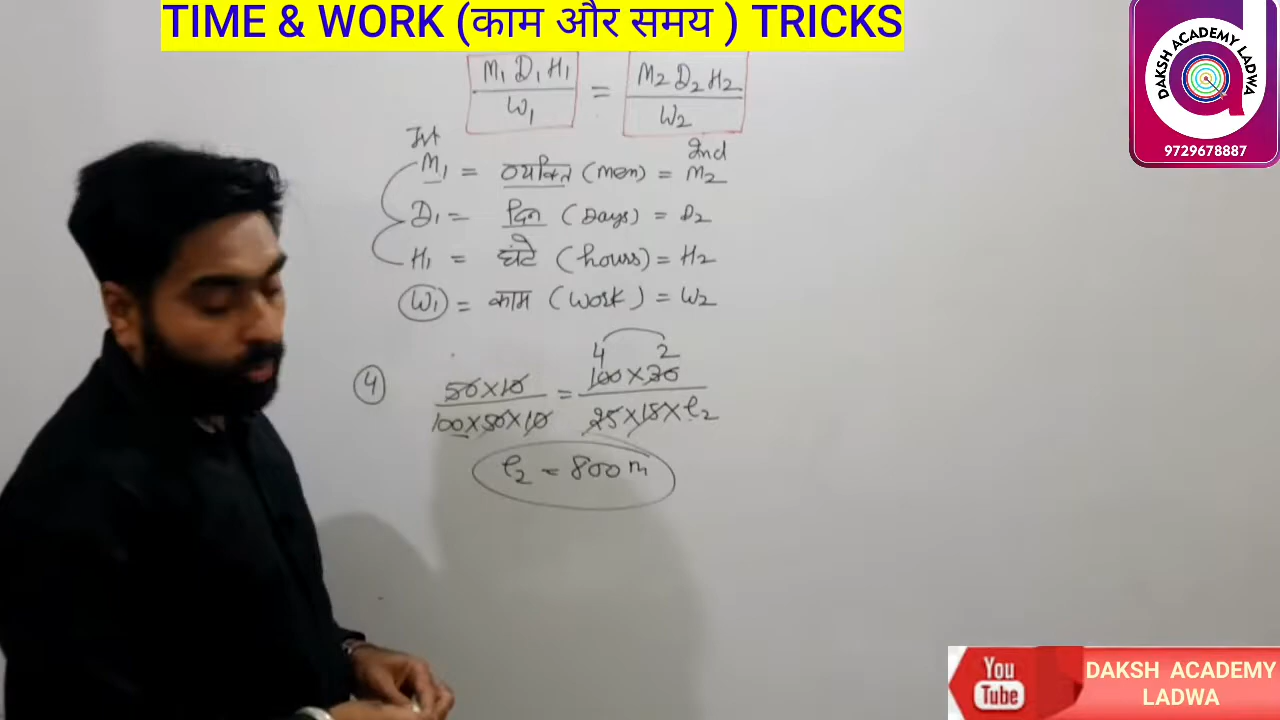 TIME & WORK (काम और समय ) TRICKS
DAKSH ACADEMY LADWA
9729678887
M₁ D₁ H₁ / W₁ = M₂ D₂ H₂ / W₂
Ist
2nd
M₁ = व्यक्ति (men) = M₂
D₁ = दिन (Days) = D₂
H₁ = घंटे (hours) = H₂
W₁ = काम (work) = W₂
4 2
④ 50×10 / 100×50×10 = 100×30 / 25×15×l₂
l₂ = 800 m
You Tube
DAKSH ACADEMY
LADWA